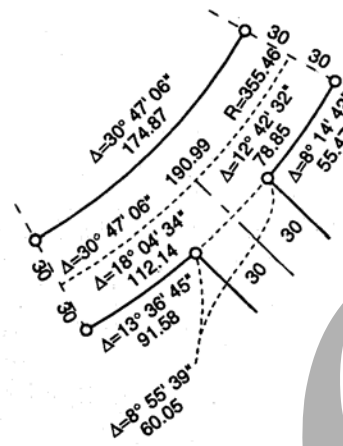 30
30
Δ=30° 47' 06"
174.87
R=355.46'
Δ=12° 42' 32"
78.85
190.99
Δ=30° 47' 06"
Δ=18° 04' 34"
112.14
30
30
Δ=13° 36' 45"
91.58
30
30
Δ=8° 55' 39"
60.05